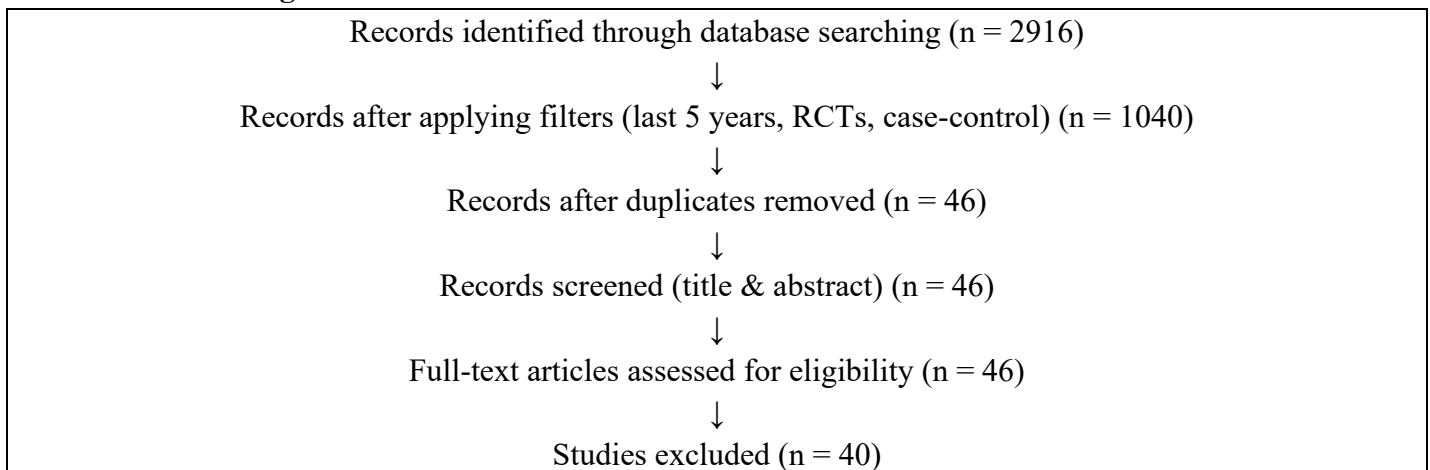 Records identified through database searching (n = 2916)
↓
Records after applying filters (last 5 years, RCTs, case-control) (n = 1040)
↓
Records after duplicates removed (n = 46)
↓
Records screened (title & abstract) (n = 46)
↓
Full-text articles assessed for eligibility (n = 46)
↓
Studies excluded (n = 40)